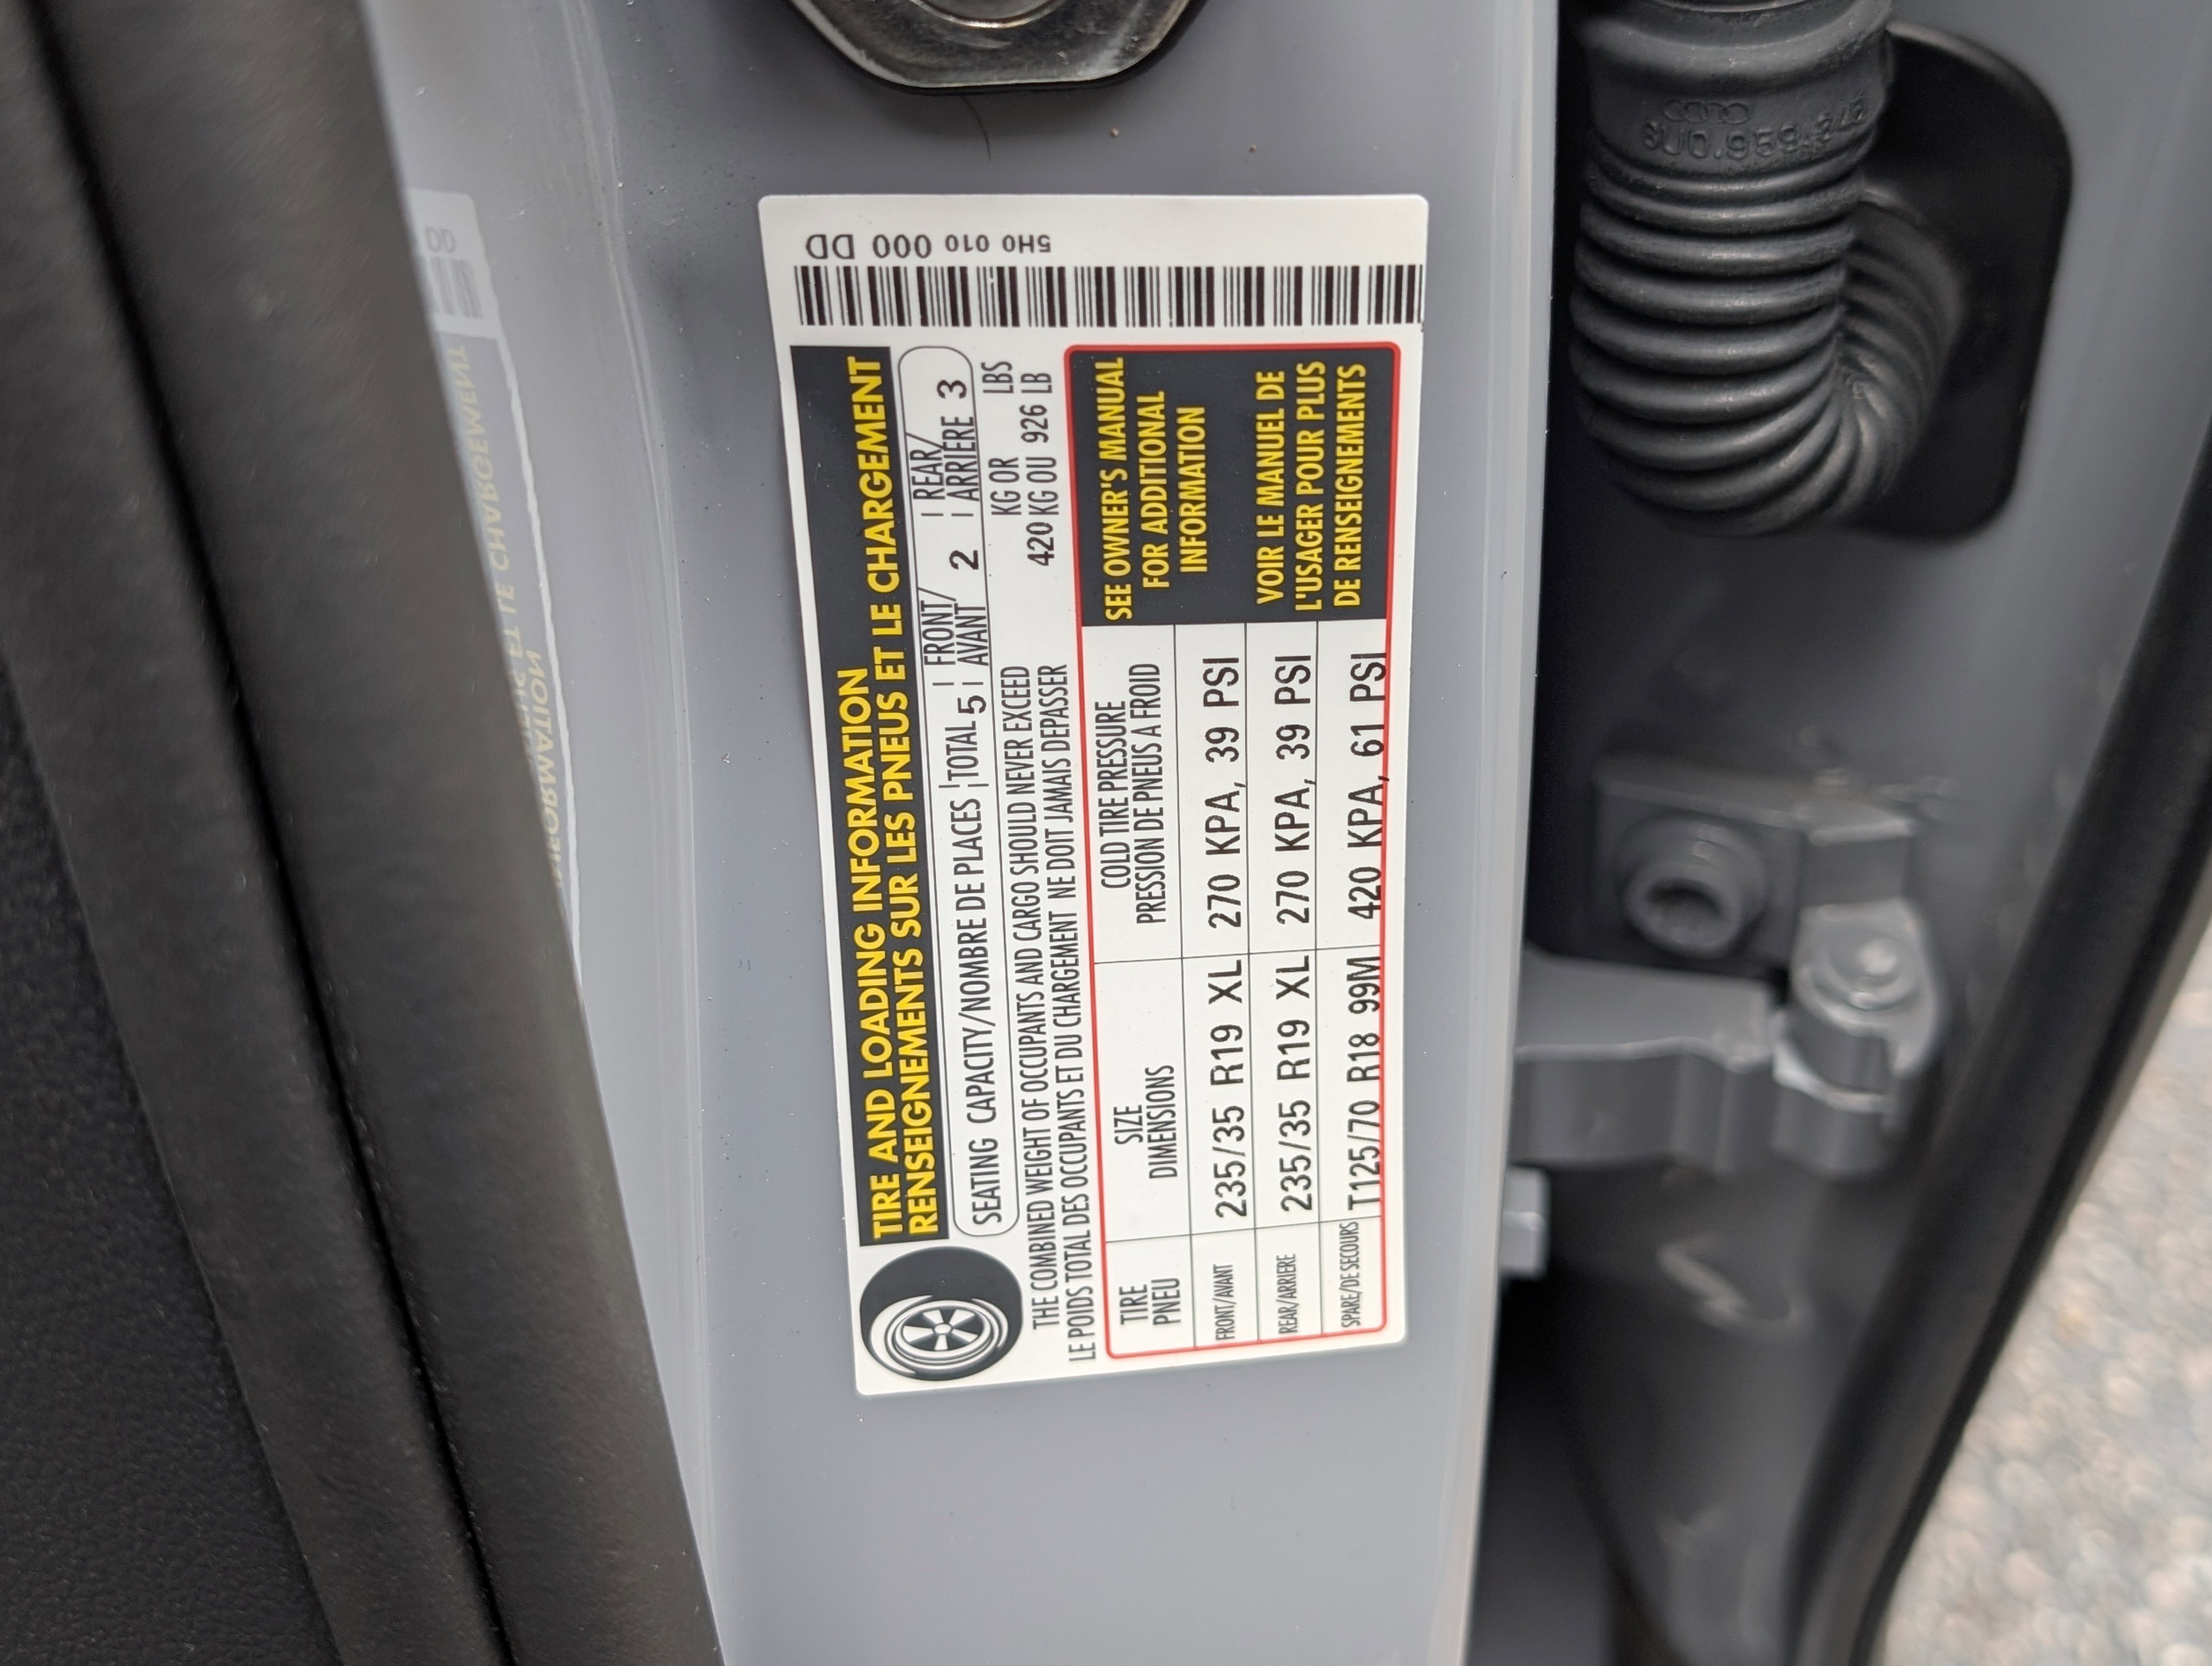 TIRE AND LOADING INFORMATION
RENSEIGNEMENTS SUR LES PNEUS ET LE CHARGEMENT
SEATING CAPACITY/NOMBRE DE PLACES | TOTAL 5 | FRONT/AVANT 2 | REAR/ARRIÈRE 3
THE COMBINED WEIGHT OF OCCUPANTS AND CARGO SHOULD NEVER EXCEED KG OR LBS
LE POIDS TOTAL DES OCCUPANTS ET DU CHARGEMENT NE DOIT JAMAIS DEPASSER 420 KG OU 926 LB
TIRE
PNEU
SIZE
DIMENSIONS
COLD TIRE PRESSURE
PRESSION DE PNEUS A FROID
FRONT/AVANT 235/35 R19 XL 270 KPA, 39 PSI
REAR/ARRIERE 235/35 R19 XL 270 KPA, 39 PSI
SPARE/DE SECOURS T125/70 R18 99M 420 KPA, 61 PSI
SEE OWNER'S MANUAL
FOR ADDITIONAL
INFORMATION
VOIR LE MANUEL DE
L'USAGER POUR PLUS
DE RENSEIGNEMENTS
5H0 010 000 DD